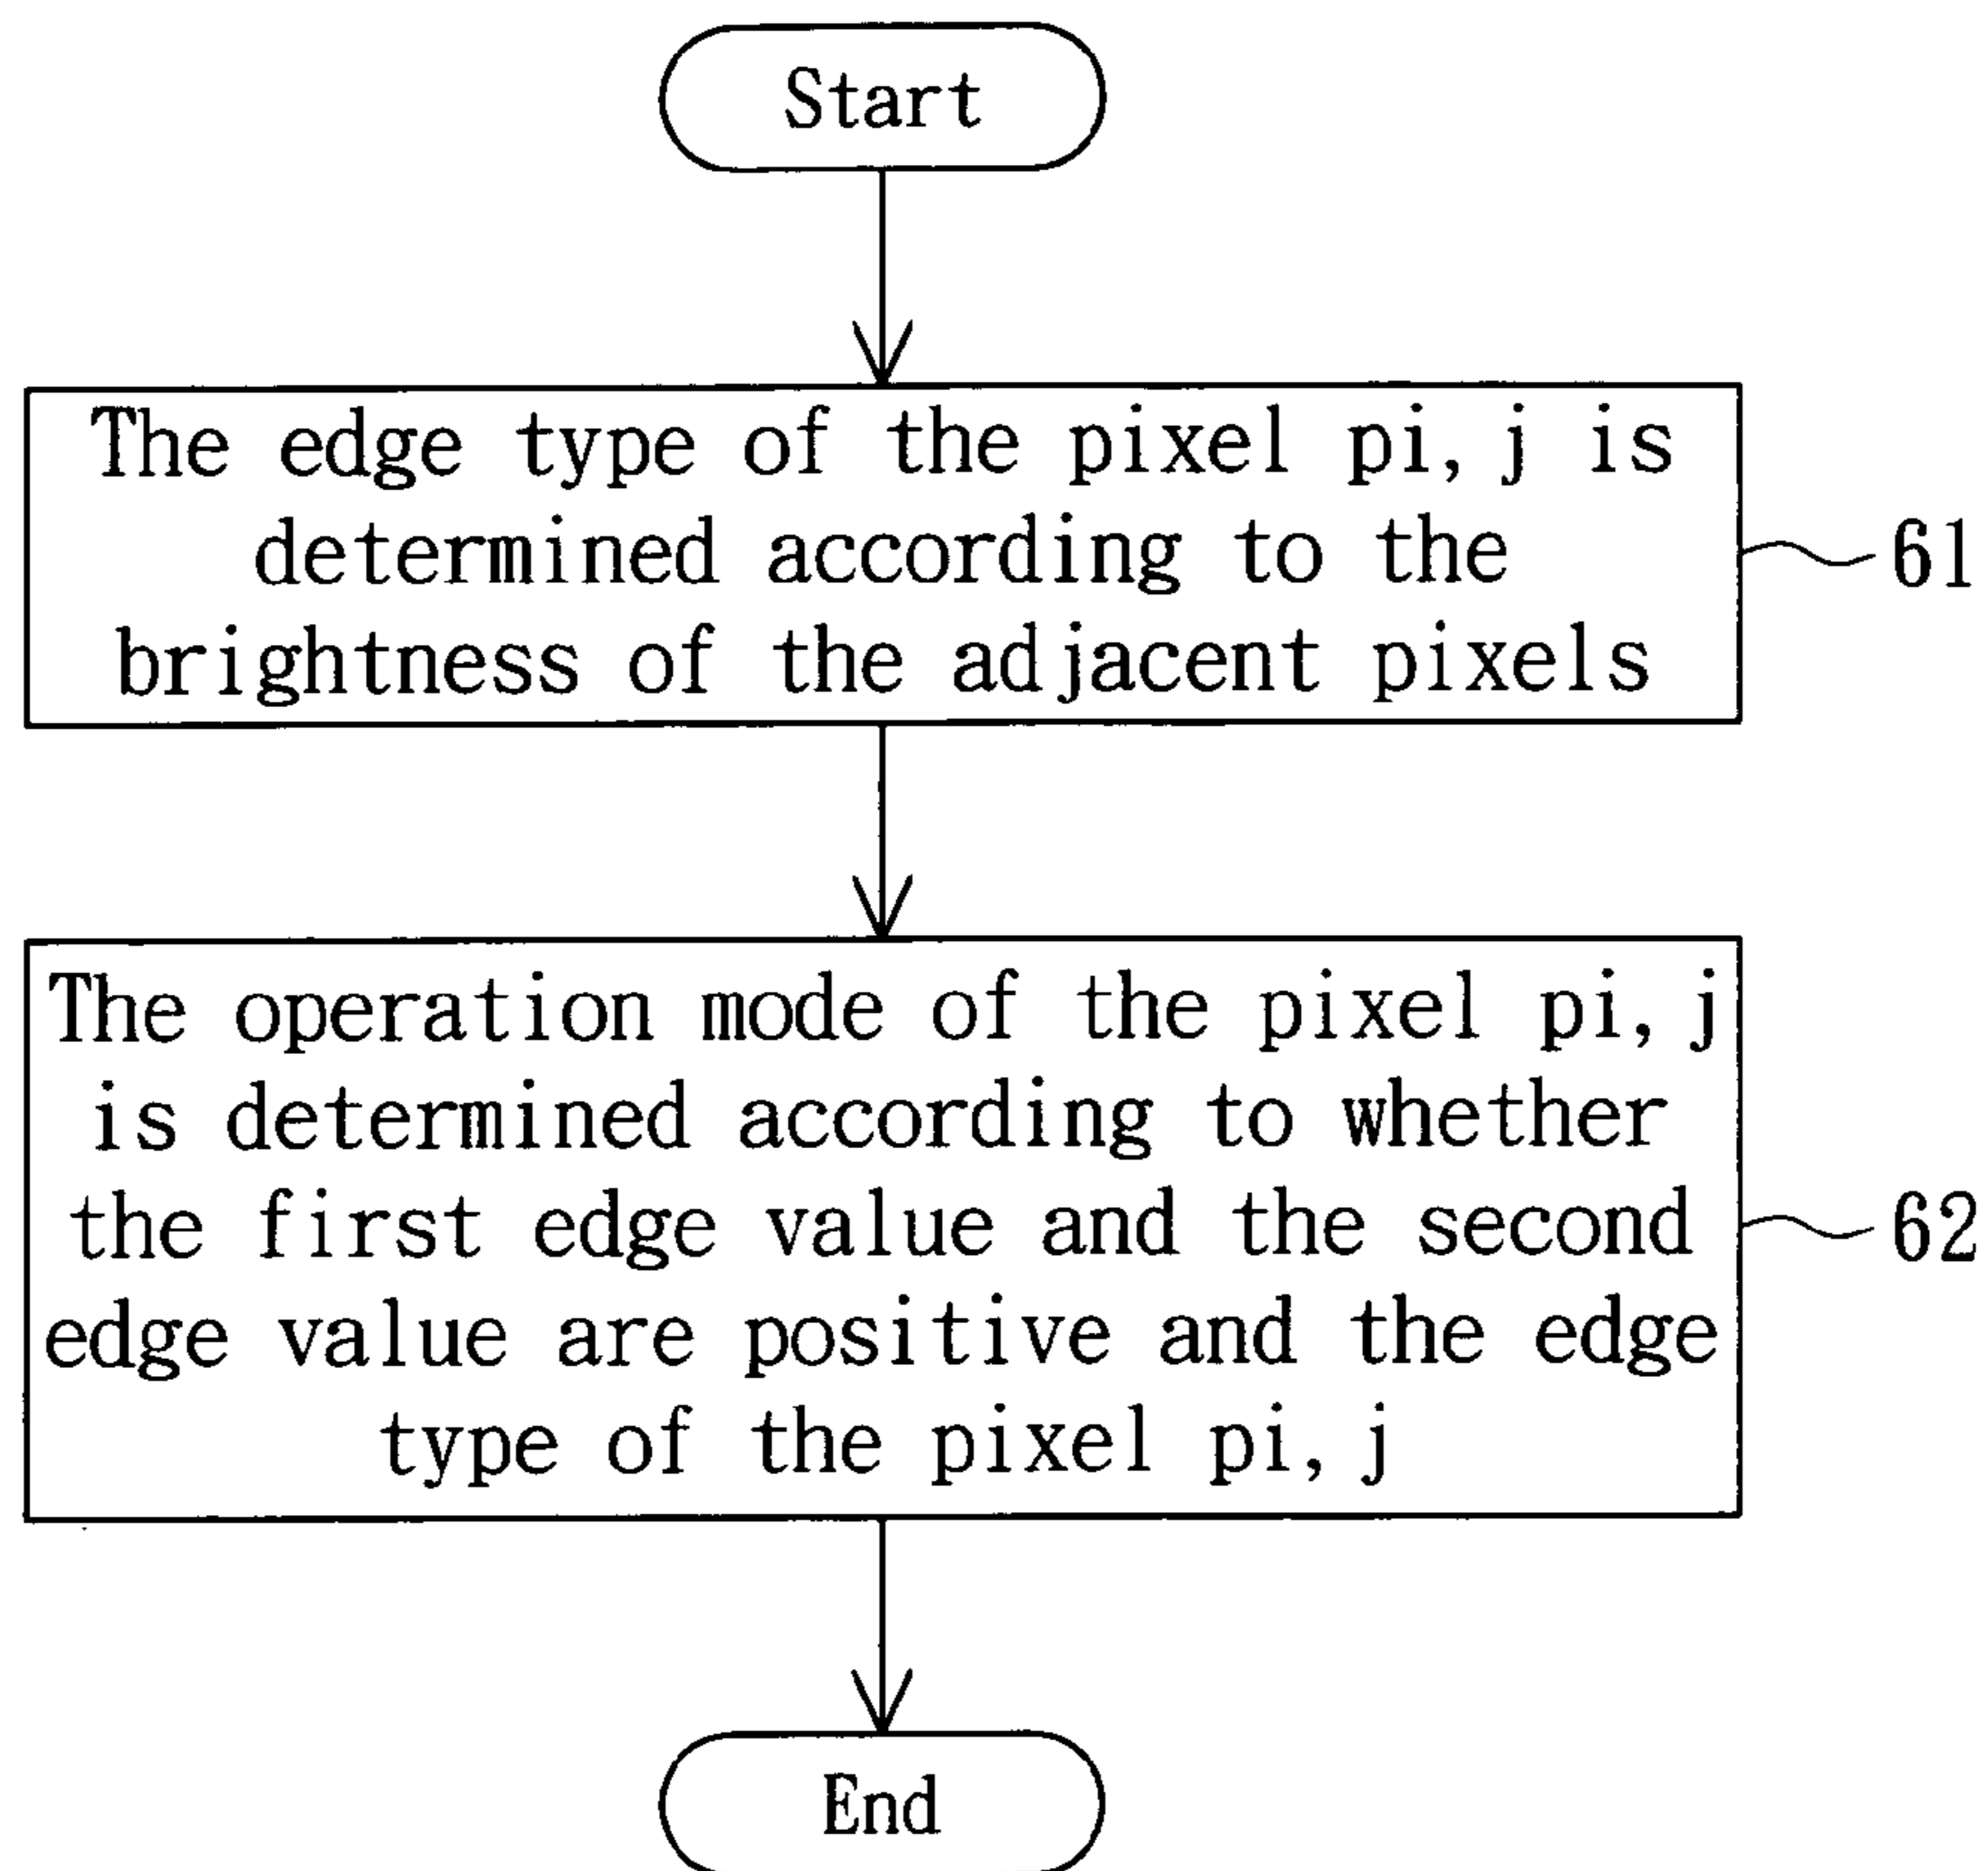 Start
The edge type of the pixel pi, j is
determined according to the
brightness of the adjacent pixels
61
The operation mode of the pixel pi, j
is determined according to whether
the first edge value and the second
edge value are positive and the edge
type of the pixel pi, j
62
End